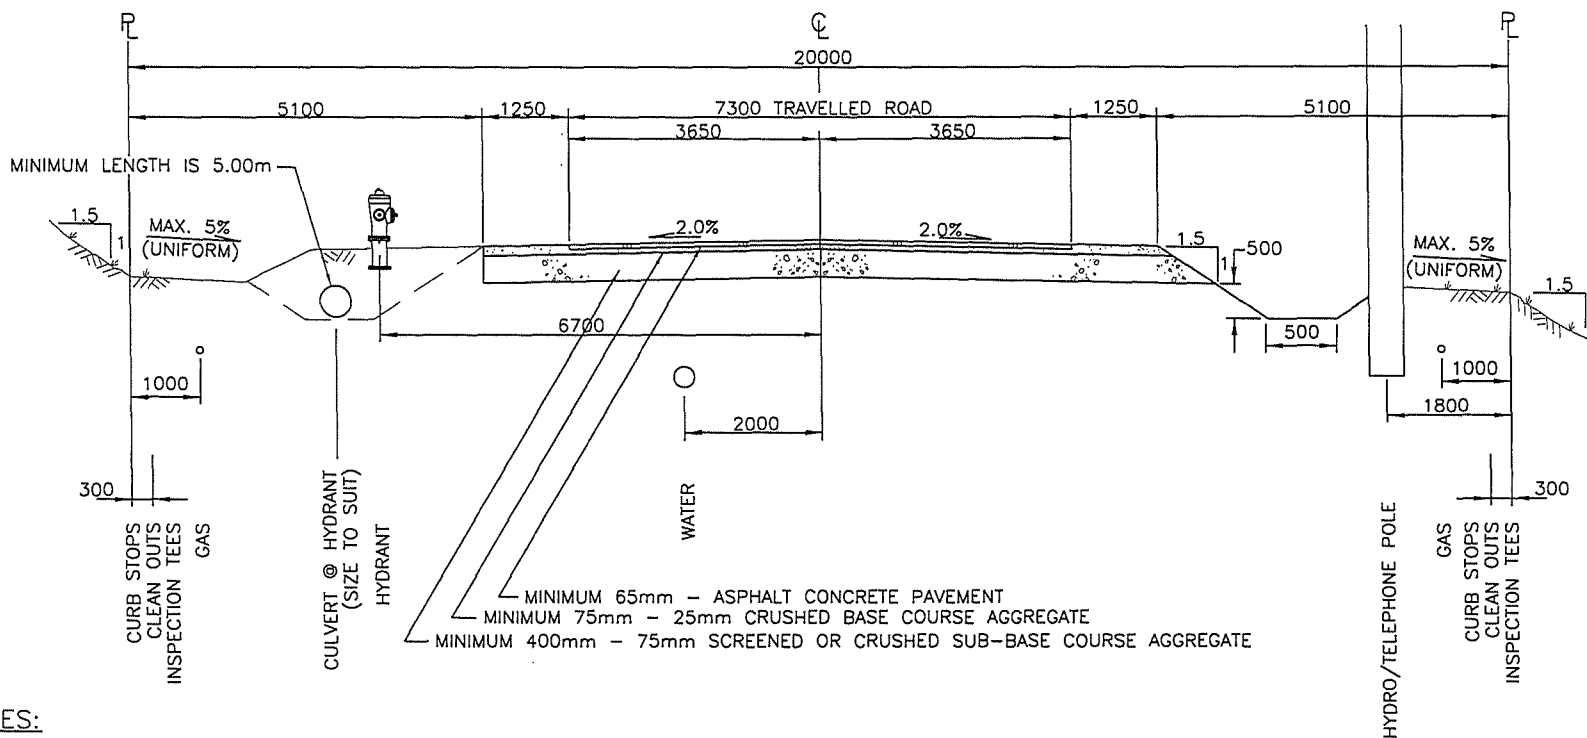 PL
CL
PL
20000
5100
1250
7300 TRAVELLED ROAD
1250
5100
3650
3650
MINIMUM LENGTH IS 5.00m
1.5
1
MAX. 5%
(UNIFORM)
2.0%
2.0%
1.5
1
500
MAX. 5%
(UNIFORM)
1.5
6700
500
1000
2000
1000
1800
300
300
CURB STOPS
CLEAN OUTS
INSPECTION TEES
GAS
CULVERT @ HYDRANT
(SIZE TO SUIT)
HYDRANT
WATER
HYDRO/TELEPHONE POLE
GAS
CURB STOPS
CLEAN OUTS
INSPECTION TEES
MINIMUM 65mm - ASPHALT CONCRETE PAVEMENT
MINIMUM 75mm - 25mm CRUSHED BASE COURSE AGGREGATE
MINIMUM 400mm - 75mm SCREENED OR CRUSHED SUB-BASE COURSE AGGREGATE
ES: